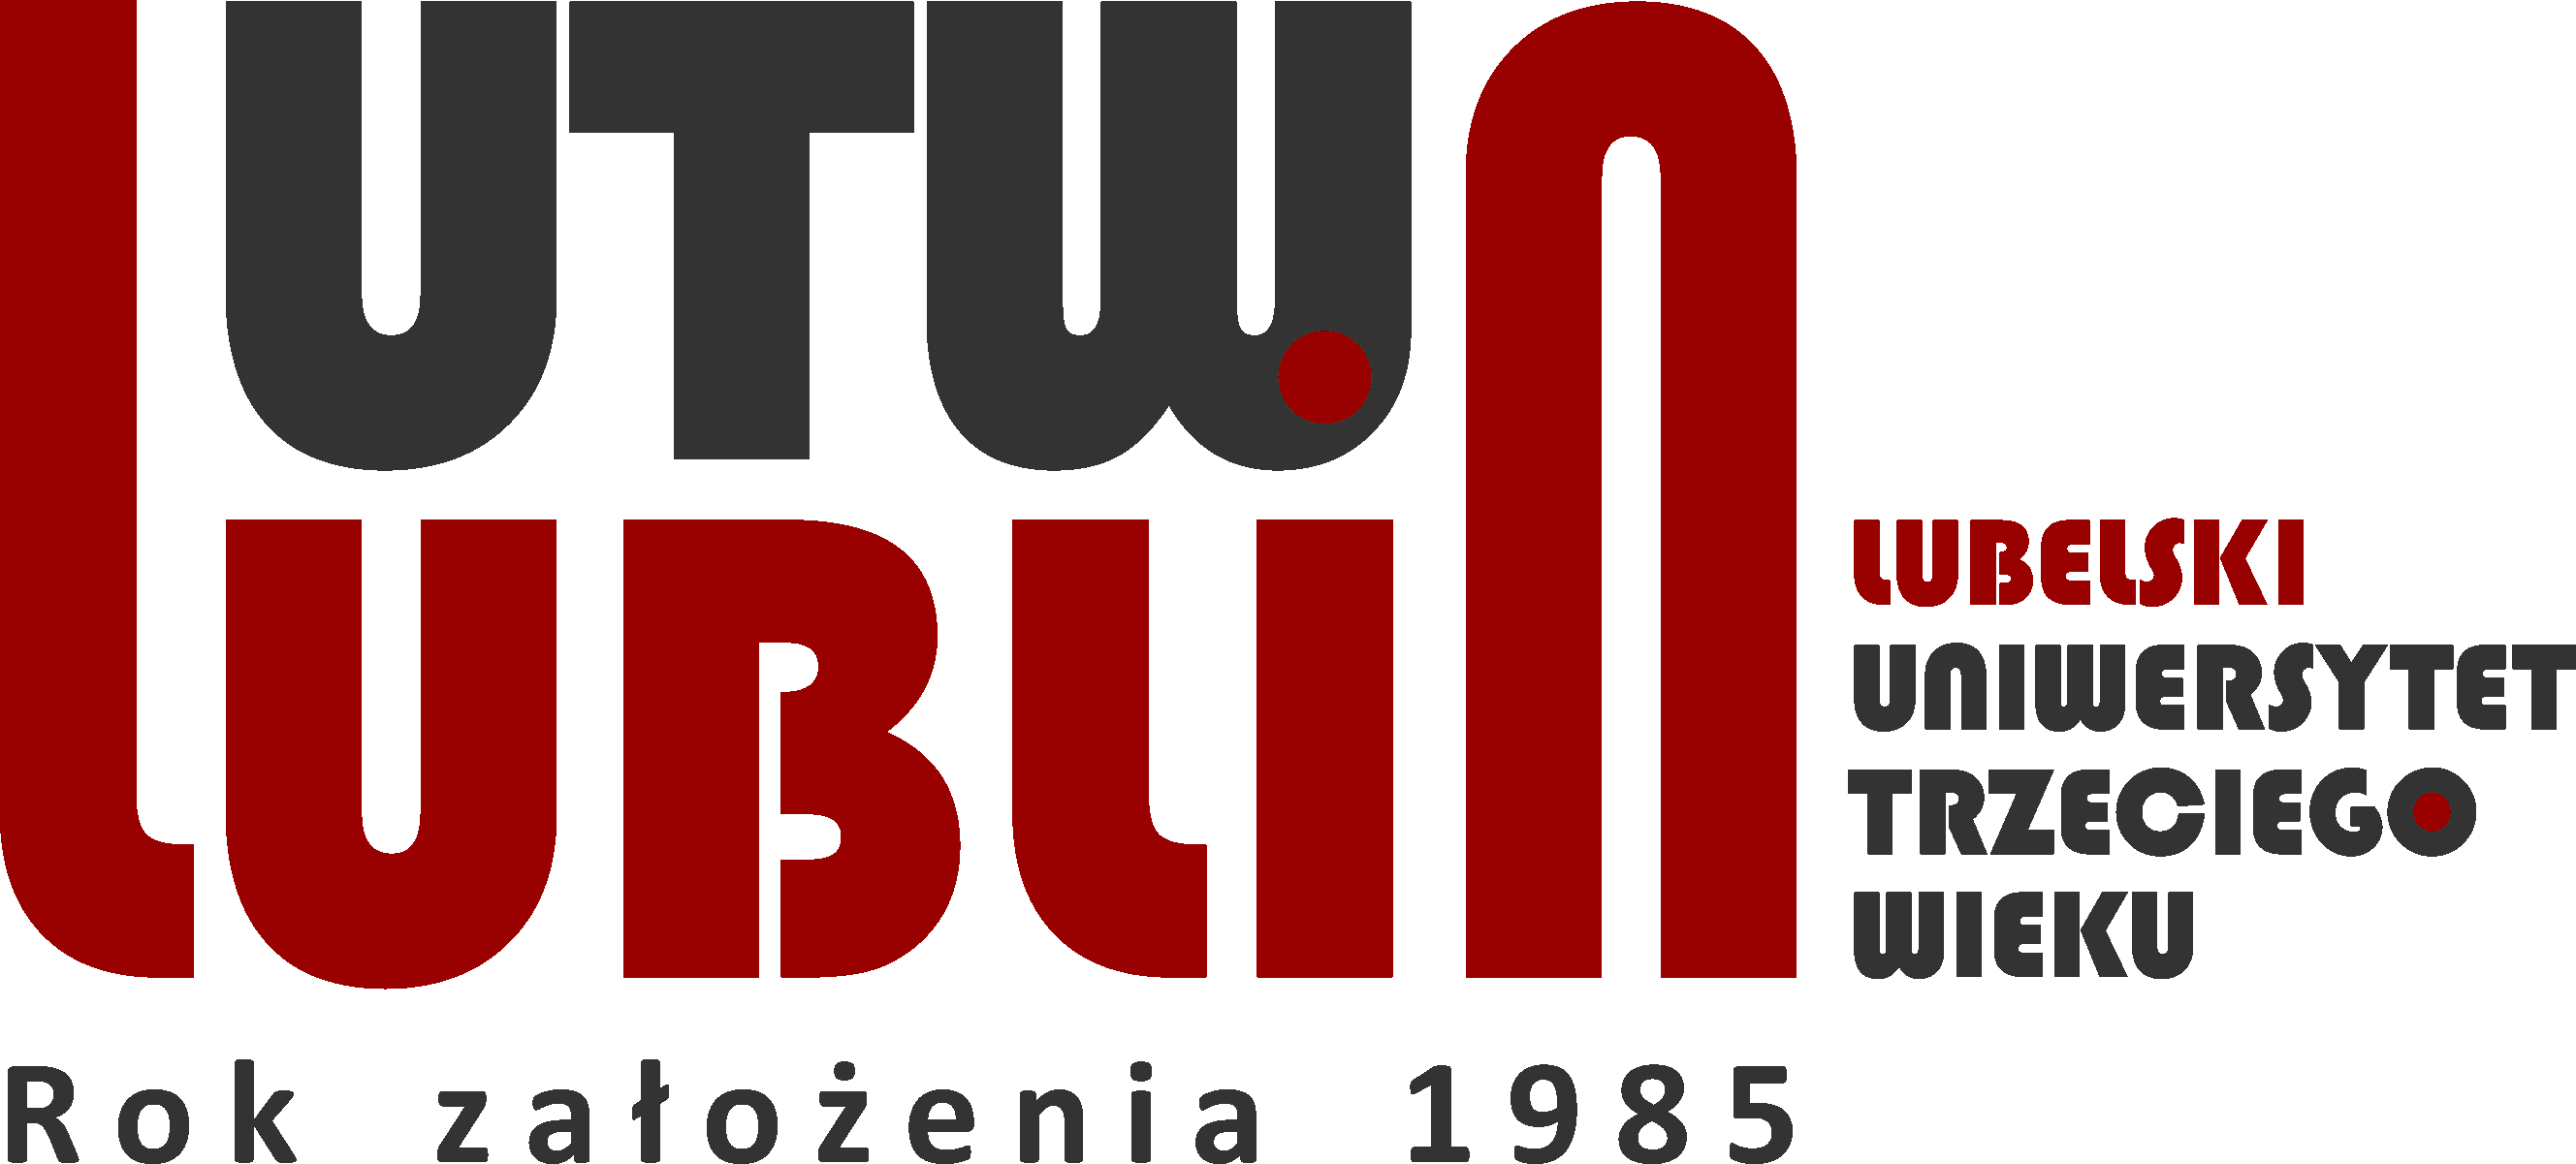 UTW
LUBLIN
LUBELSKI
UNIWERSYTET
TRZECIEGO
WIEKU
Rok założenia 1985